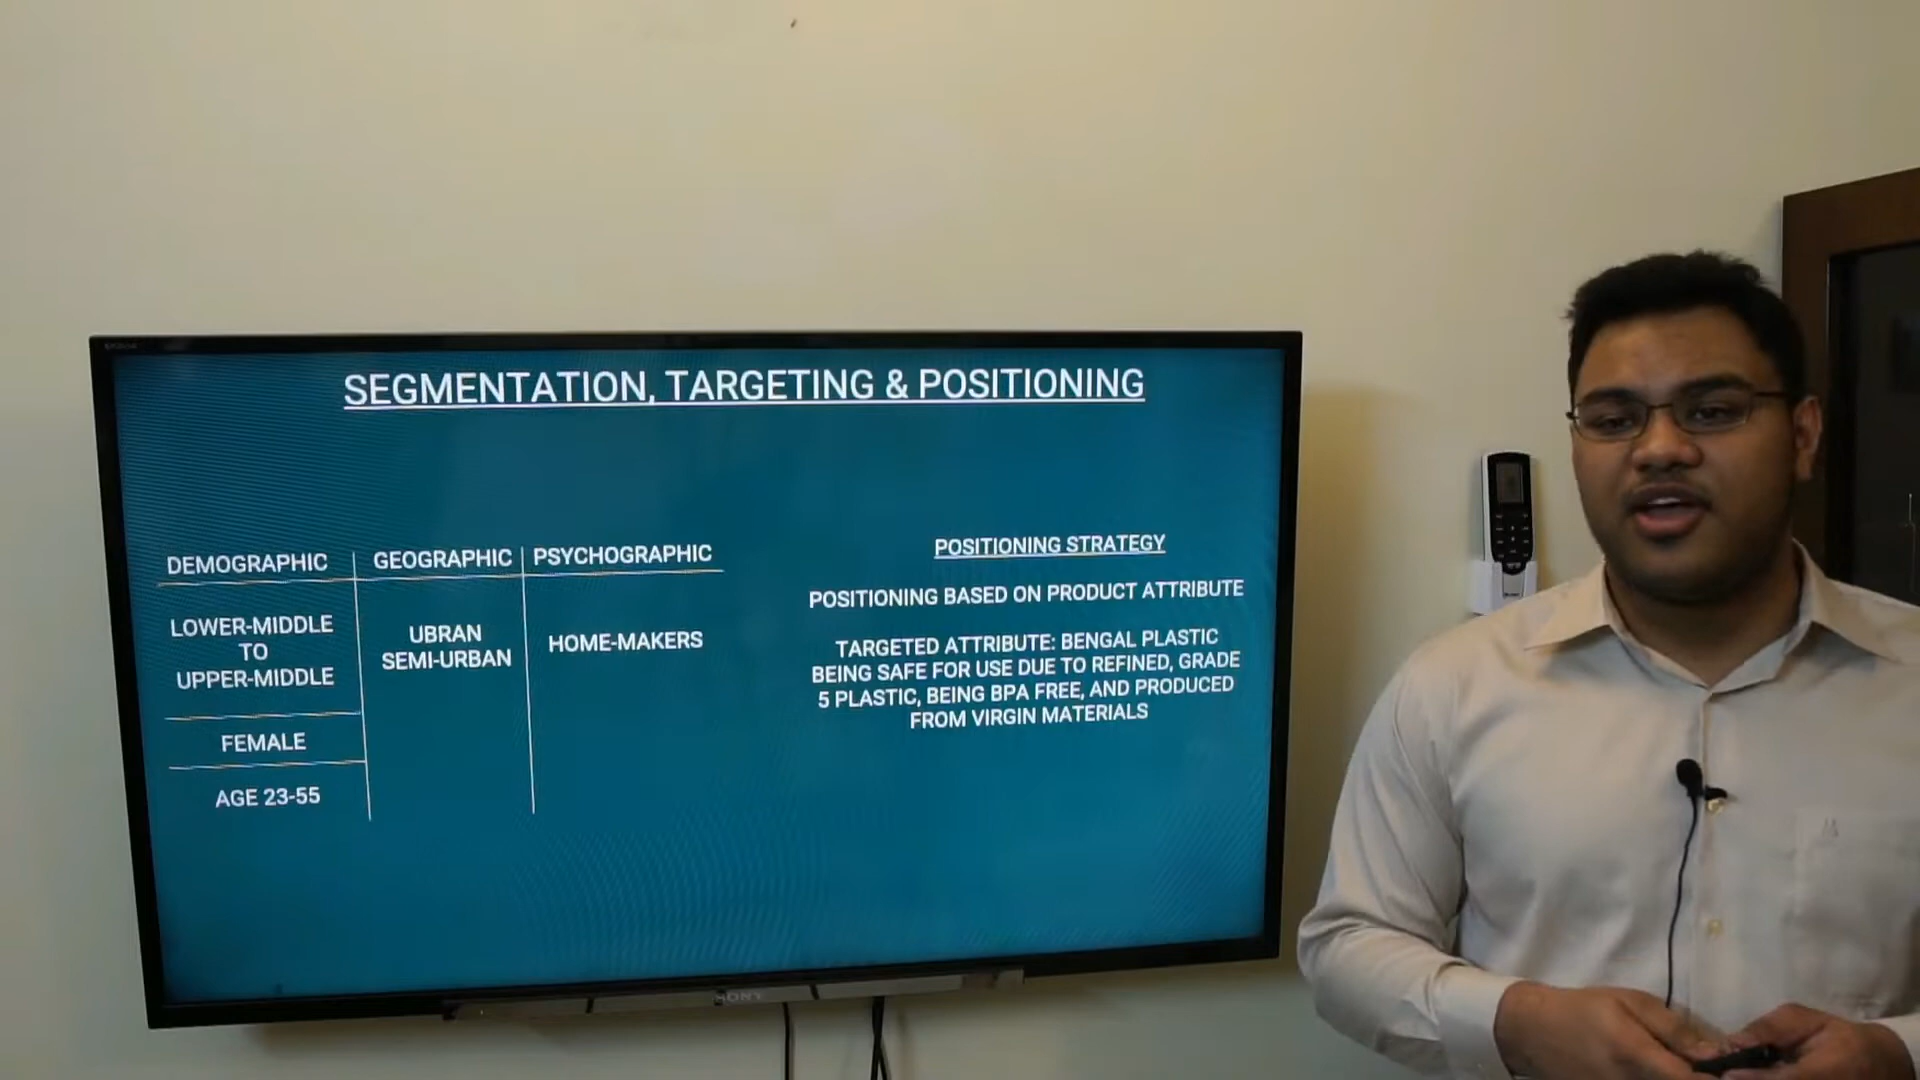 SEGMENTATION, TARGETING & POSITIONING
DEMOGRAPHIC
GEOGRAPHIC
PSYCHOGRAPHIC
LOWER-MIDDLE
TO
UPPER-MIDDLE
FEMALE
AGE 23-55
UBRAN
SEMI-URBAN
HOME-MAKERS
POSITIONING STRATEGY
POSITIONING BASED ON PRODUCT ATTRIBUTE
TARGETED ATTRIBUTE: BENGAL PLASTIC
BEING SAFE FOR USE DUE TO REFINED, GRADE
5 PLASTIC, BEING BPA FREE, AND PRODUCED
FROM VIRGIN MATERIALS
SONY